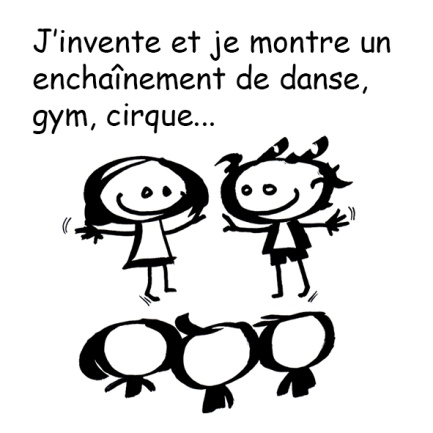 J'invente et je montre un
enchaînement de danse,
gym, cirque...